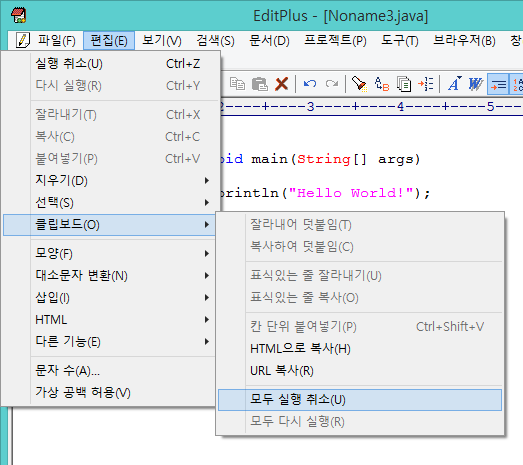 EditPlus - [Noname3.java]
파일(F) 편집(E) 보기(V) 검색(S) 문서(D) 프로젝트(P) 도구(T) 브라우저(B) 창
실행 취소(U) Ctrl+Z
다시 실행(R) Ctrl+Y
잘라내기(T) Ctrl+X
복사(C) Ctrl+C
붙여넣기(P) Ctrl+V
지우기(D)
선택(S)
클립보드(O)
모양(F)
대소문자 변환(N)
삽입(I)
HTML
다른 기능(E)
문자 수(A)...
가상 공백 허용(V)
2----+----3----+----4----+----5----
oid main(String[] args)
println("Hello World!");
잘라내어 덧붙임(T)
복사하여 덧붙임(C)
표식있는 줄 잘라내기(U)
표식있는 줄 복사(O)
칸 단위 붙여넣기(P) Ctrl+Shift+V
HTML으로 복사(H)
URL 복사(R)
모두 실행 취소(U)
모두 다시 실행(R)